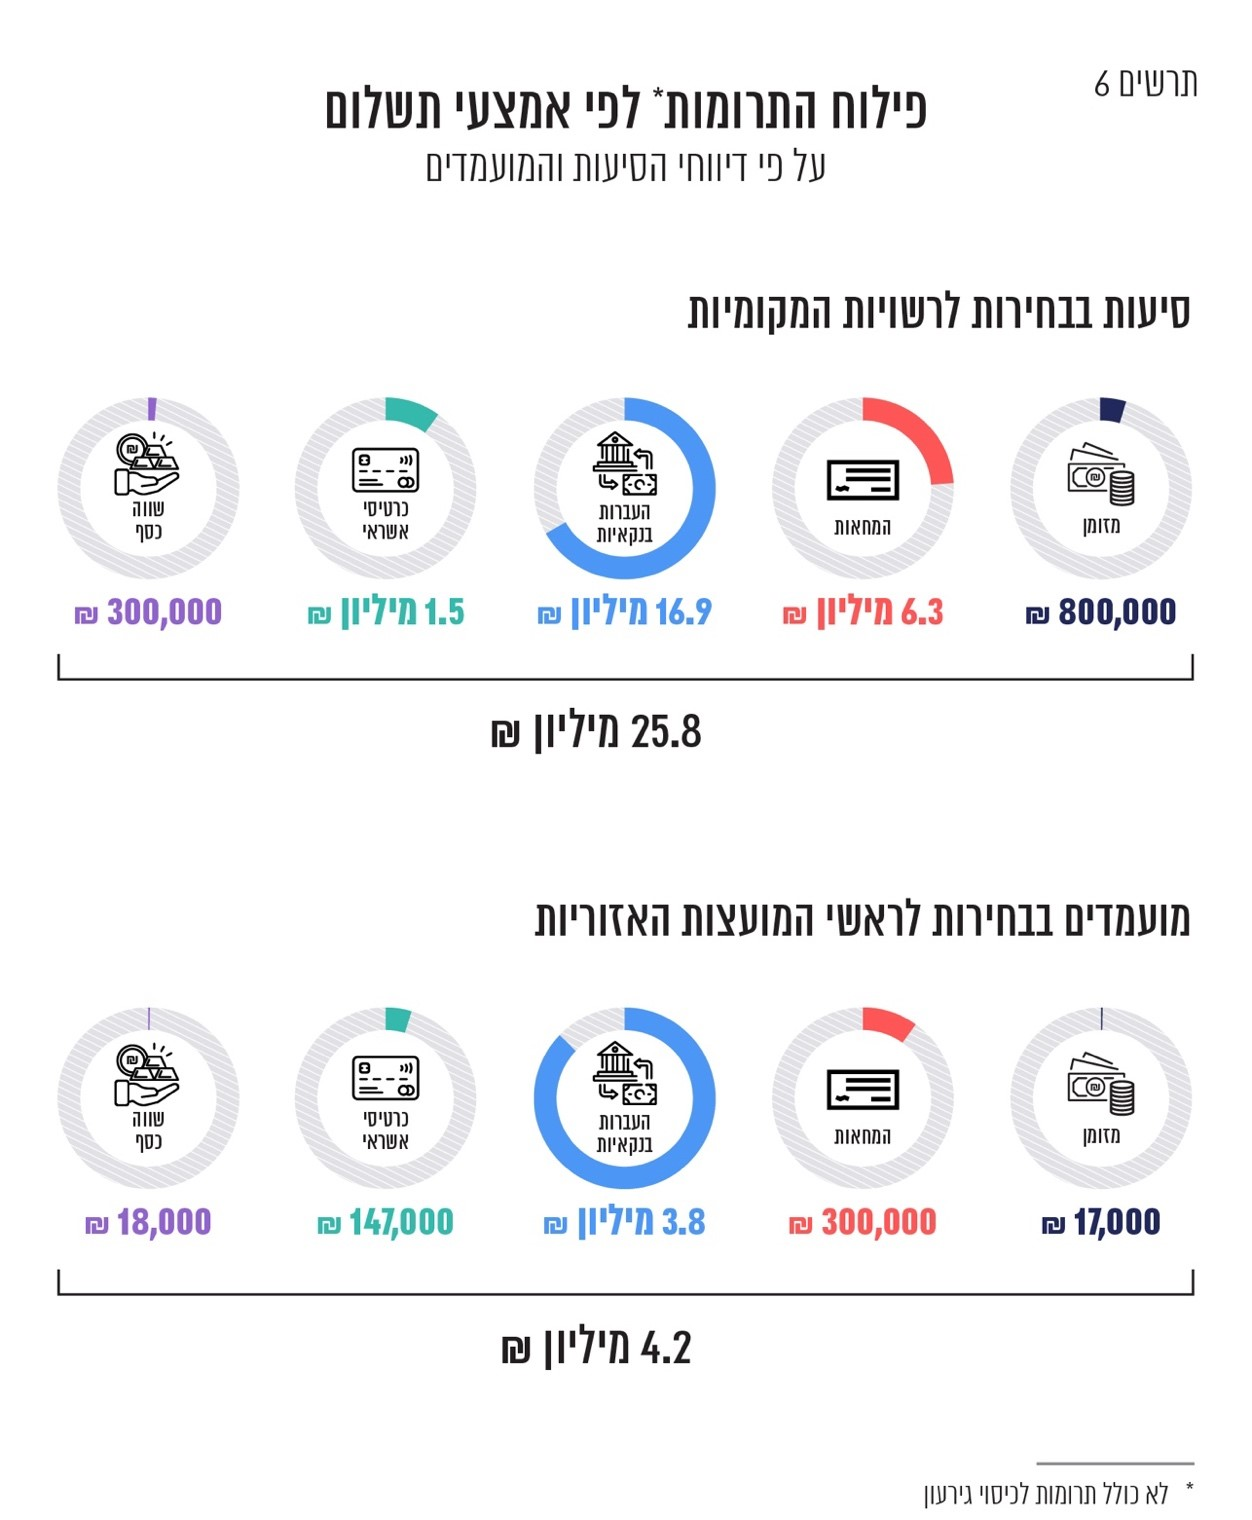 תרשים 6
פילוח התרומות* לפי אמצעי תשלום
על פי דיווחי הסיעות והמועמדים
סיעות בבחירות לרשויות המקומיות
מזומן
800,000 ₪
המחאות
6.3 מיליון ₪
העברות
בנקאיות
16.9 מיליון ₪
כרטיסי
אשראי
1.5 מיליון ₪
שווה
כסף
300,000 ₪
25.8 מיליון ₪
מועמדים בבחירות לראשי המועצות האזוריות
מזומן
17,000 ₪
המחאות
300,000 ₪
העברות
בנקאיות
3.8 מיליון ₪
כרטיסי
אשראי
147,000 ₪
שווה
כסף
18,000 ₪
4.2 מיליון ₪
* לא כולל תרומות לכיסוי גירעון